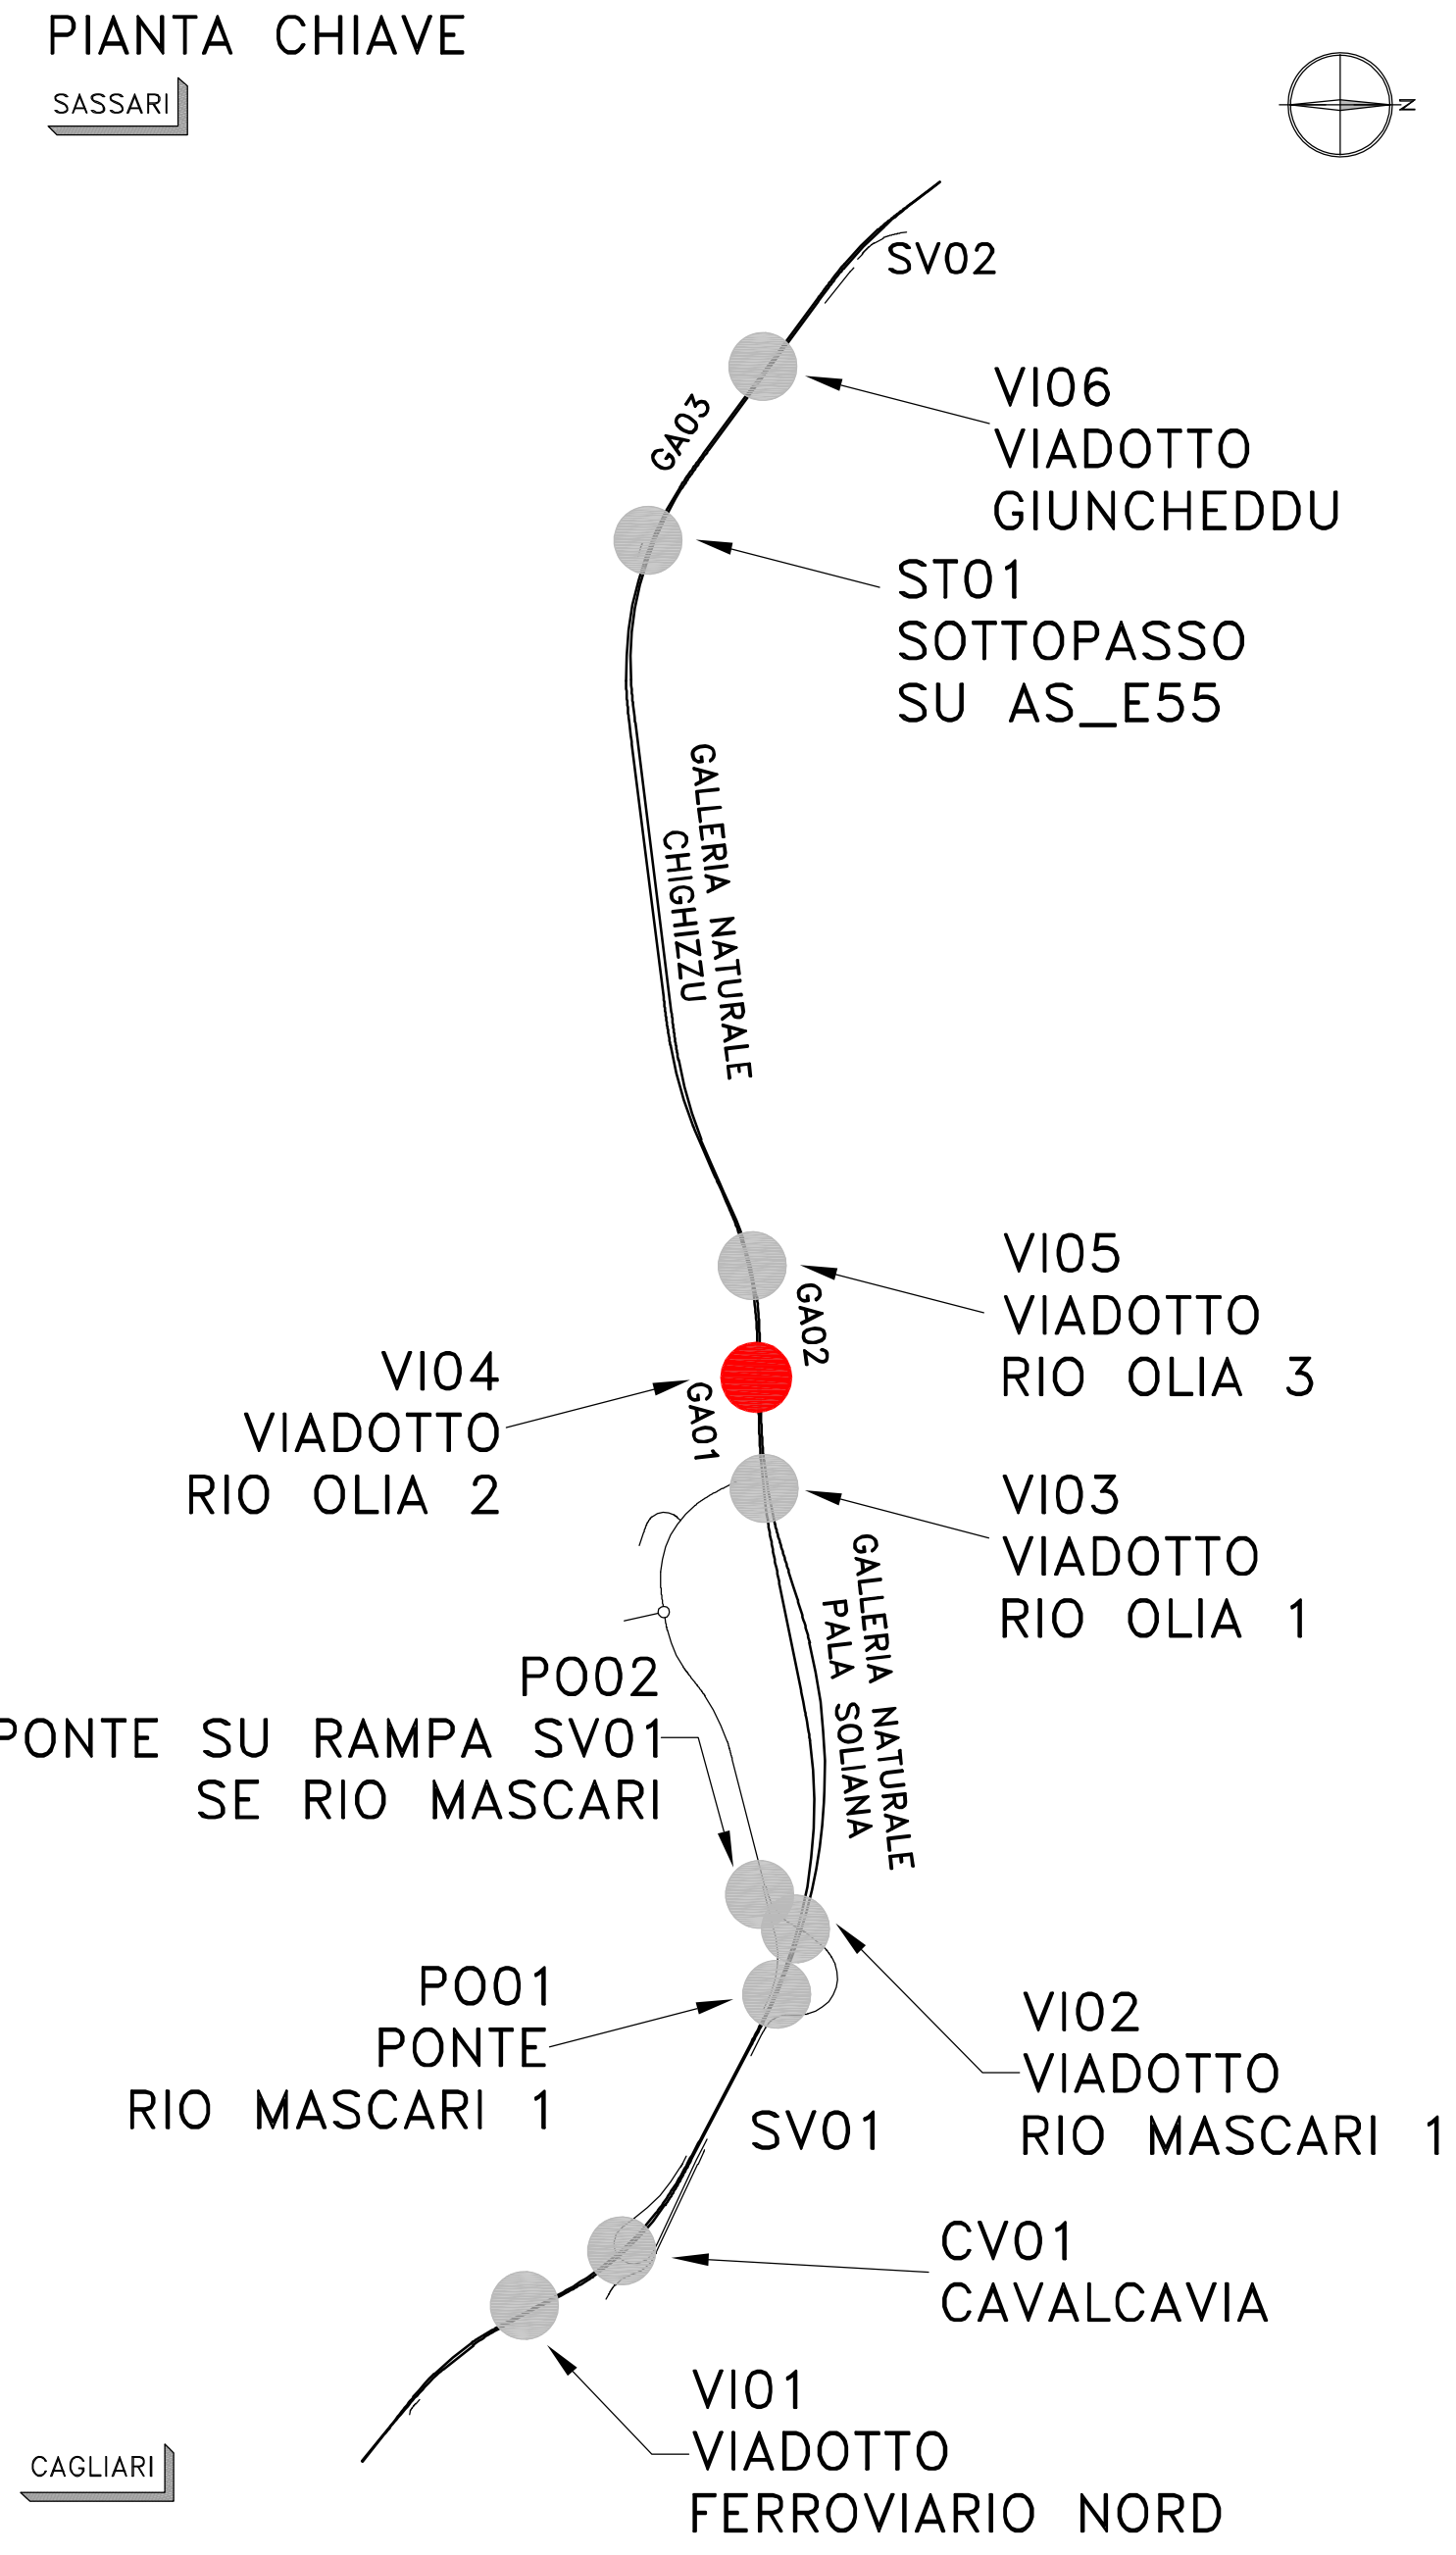 PIANTA CHIAVE
SASSARI
N
SV02
VI06
VIADOTTO
GIUNCHEDDU
GA03
ST01
SOTTOPASSO
SU AS_E55
GALLERIA NATURALE
CHIGHIZZU
VI05
VIADOTTO
RIO OLIA 3
GA02
VI04
VIADOTTO
RIO OLIA 2
GA01
VI03
VIADOTTO
RIO OLIA 1
GALLERIA NATURALE
PALA SOLIANA
PO02
PONTE SU RAMPA SV01
SE RIO MASCARI
PO01
PONTE
RIO MASCARI 1
VI02
VIADOTTO
RIO MASCARI 1
SV01
CV01
CAVALCAVIA
VI01
VIADOTTO
FERROVIARIO NORD
CAGLIARI